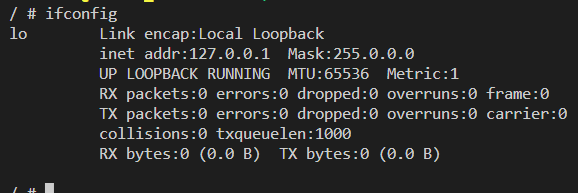 / # ifconfig
lo        Link encap:Local Loopback
          inet addr:127.0.0.1  Mask:255.0.0.0
          UP LOOPBACK RUNNING  MTU:65536  Metric:1
          RX packets:0 errors:0 dropped:0 overruns:0 frame:0
          TX packets:0 errors:0 dropped:0 overruns:0 carrier:0
          collisions:0 txqueuelen:1000
          RX bytes:0 (0.0 B)  TX bytes:0 (0.0 B)
/ #